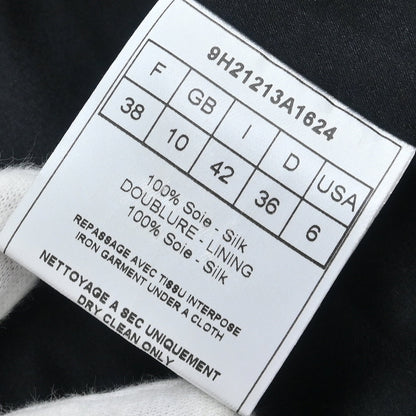 9H21213A1624
F GB I D USA
38 10 42 36 6
100% Soie - Silk
DOUBLURE - LINING
100% Soie - Silk
REPASSAGE AVEC TISSU INTERPOSE
IRON GARMENT UNDER A CLOTH
NETTOYAGE A SEC UNIQUEMENT
DRY CLEAN ONLY